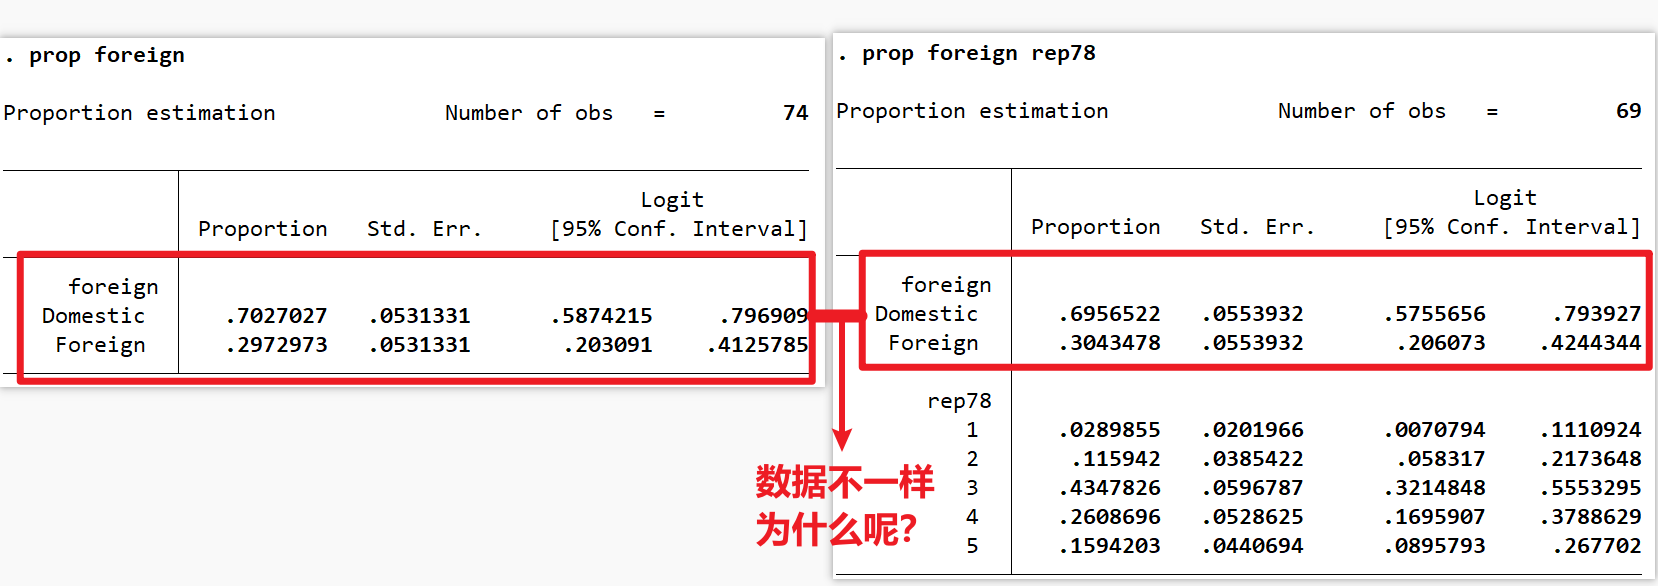 . prop foreign
Proportion estimation Number of obs = 74
Logit
Proportion Std. Err. [95% Conf. Interval]
foreign
Domestic .7027027 .0531331 .5874215 .796909
Foreign .2972973 .0531331 .203091 .4125785
. prop foreign rep78
Proportion estimation Number of obs = 69
Logit
Proportion Std. Err. [95% Conf. Interval]
foreign
Domestic .6956522 .0553932 .5755656 .793927
Foreign .3043478 .0553932 .206073 .4244344
rep78
1 .0289855 .0201966 .0070794 .1110924
2 .115942 .0385422 .058317 .2173648
3 .4347826 .0596787 .3214848 .5553295
4 .2608696 .0528625 .1695907 .3788629
5 .1594203 .0440694 .0895793 .267702
数据不一样
为什么呢?